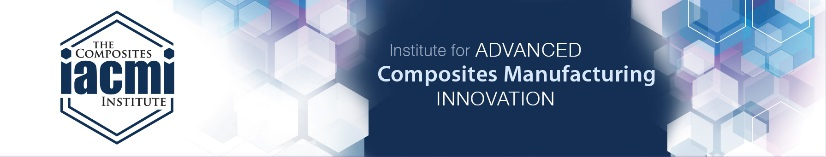 THE
COMPOSITES
iacmi
INSTITUTE
Institute for ADVANCED
Composites Manufacturing
INNOVATION